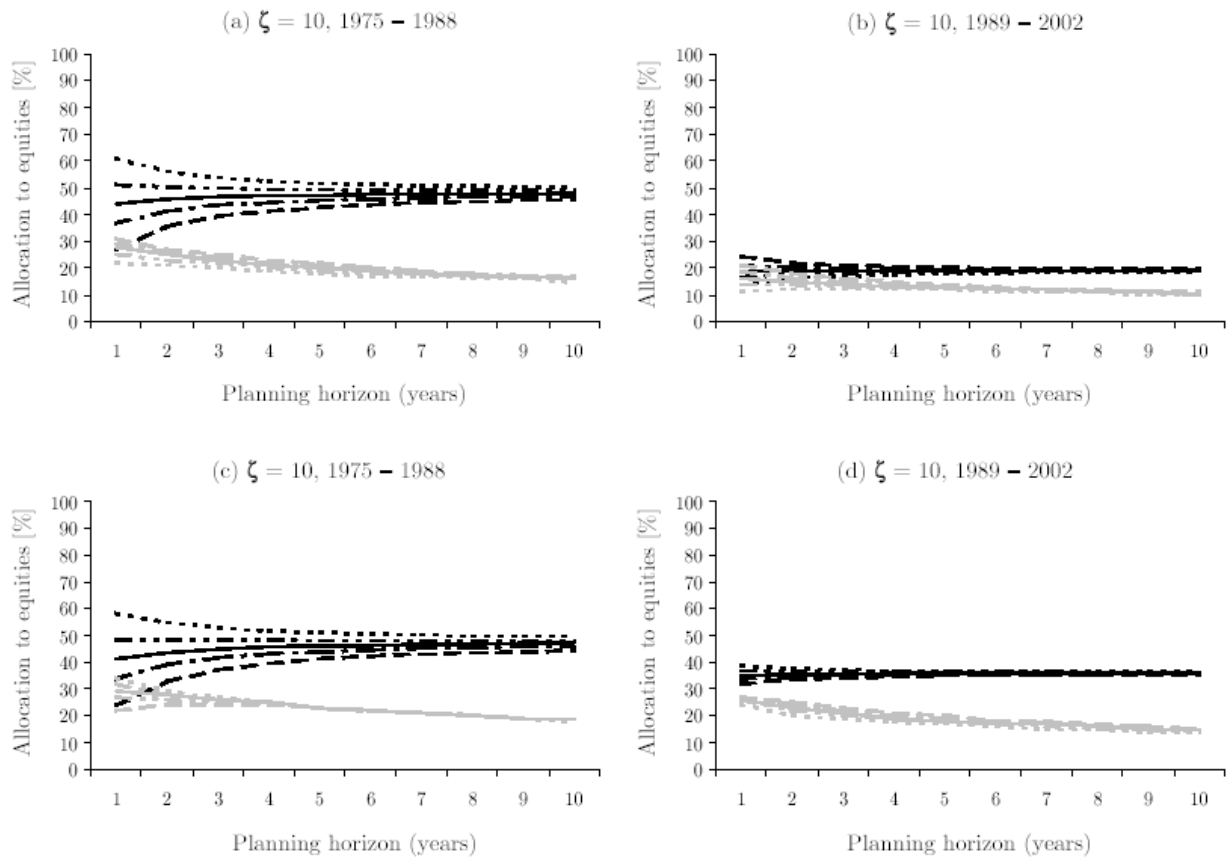 (a) ζ = 10, 1975 – 1988
Allocation to equities [%]
100
90
80
70
60
50
40
30
20
10
0
1 2 3 4 5 6 7 8 9 10
Planning horizon (years)
(b) ζ = 10, 1989 – 2002
Allocation to equities [%]
100
90
80
70
60
50
40
30
20
10
0
1 2 3 4 5 6 7 8 9 10
Planning horizon (years)
(c) ζ = 10, 1975 – 1988
Allocation to equities [%]
100
90
80
70
60
50
40
30
20
10
0
1 2 3 4 5 6 7 8 9 10
Planning horizon (years)
(d) ζ = 10, 1989 – 2002
Allocation to equities [%]
100
90
80
70
60
50
40
30
20
10
0
1 2 3 4 5 6 7 8 9 10
Planning horizon (years)